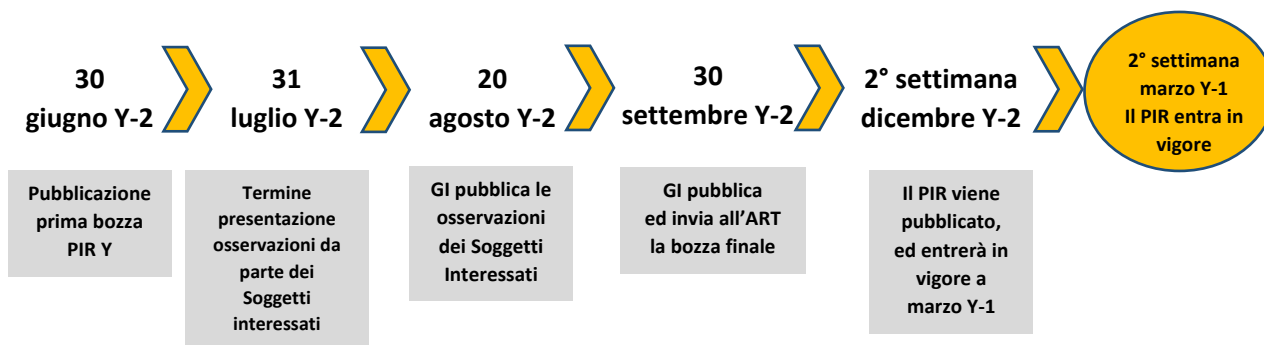 30
giugno Y-2
31
luglio Y-2
20
agosto Y-2
30
settembre Y-2
2° settimana
dicembre Y-2
2° settimana
marzo Y-1
Il PIR entra in
vigore
Pubblicazione
prima bozza
PIR Y
Termine
presentazione
osservazioni da
parte dei
Soggetti
interessati
GI pubblica le
osservazioni
dei Soggetti
Interessati
GI pubblica
ed invia all’ART
la bozza finale
Il PIR viene
pubblicato,
ed entrerà in
vigore a
marzo Y-1